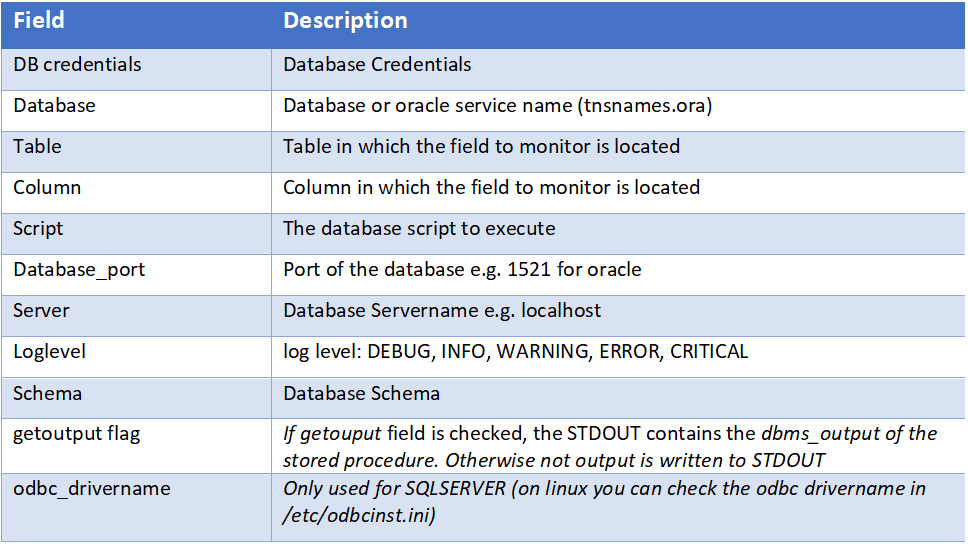 Field Description
DB credentials Database Credentials
Database Database or oracle service name (tnsnames.ora)
Table Table in which the field to monitor is located
Column Column in which the field to monitor is located
Script The database script to execute
Database_port Port of the database e.g. 1521 for oracle
Server Database Servername e.g. localhost
Loglevel log level: DEBUG, INFO, WARNING, ERROR, CRITICAL
Schema Database Schema
getoutput flag If getouput field is checked, the STDOUT contains the dbms_output of the
stored procedure. Otherwise not output is written to STDOUT
odbc_drivername Only used for SQLSERVER (on linux you can check the odbc drivername in
/etc/odbcinst.ini)